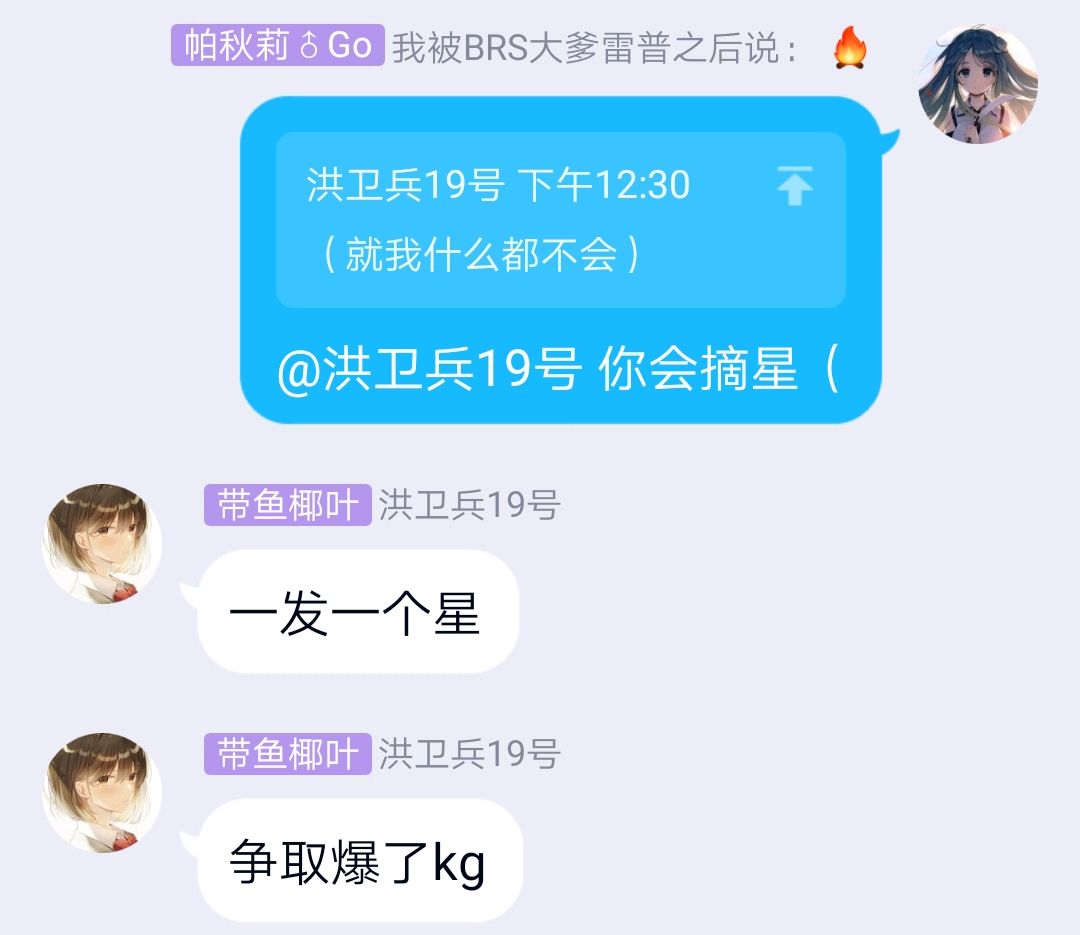 帕秋莉♂Go 我被BRS大爹雷普之后说：
洪卫兵19号 下午12:30
（就我什么都不会）
@洪卫兵19号 你会摘星（
带鱼椰叶 洪卫兵19号
一发一个星
带鱼椰叶 洪卫兵19号
争取爆了kg